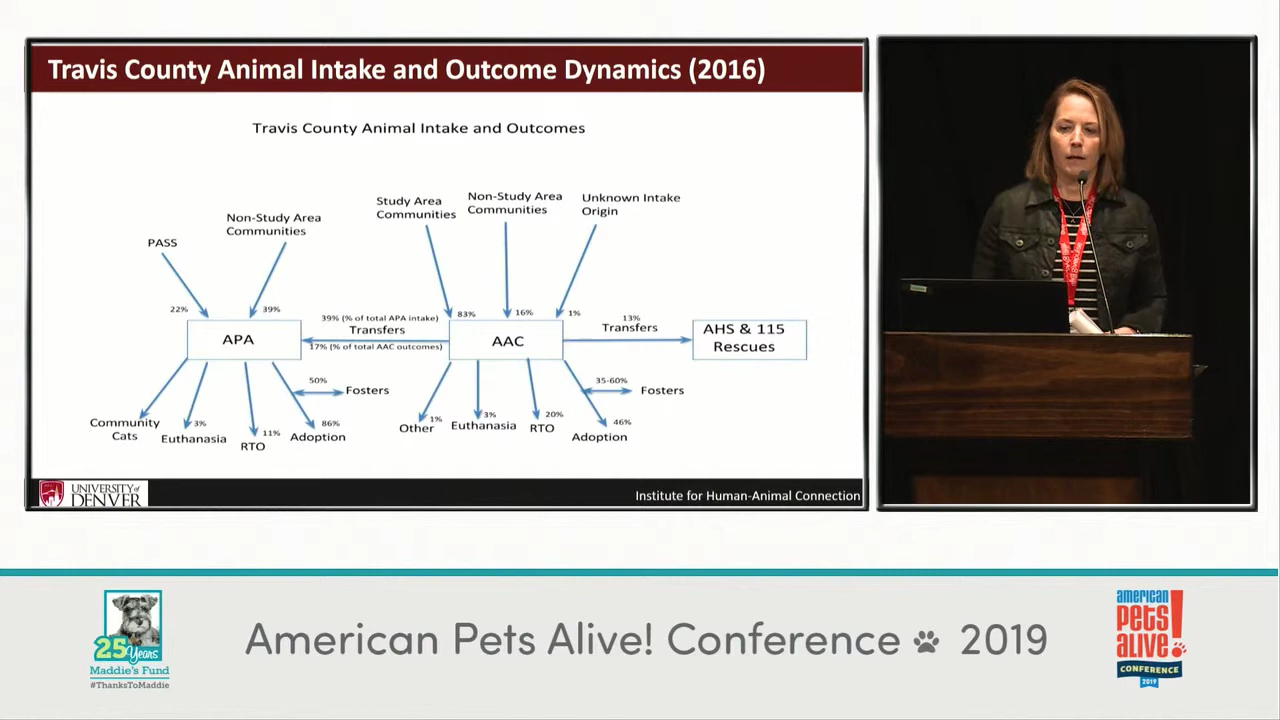 Travis County Animal Intake and Outcome Dynamics (2016)
Travis County Animal Intake and Outcomes
Study Area
Communities
Non-Study Area
Communities
Unknown Intake
Origin
Non-Study Area
Communities
PASS
22%
39%
39% (% of total APA intake)
83%
16%
1%
13%
Transfers
Transfers
APA
AAC
AHS & 115
Rescues
17% (% of total AAC outcomes)
50%
Fosters
35-60%
Fosters
Community
Cats
3%
Euthanasia
11%
RTO
86%
Adoption
1%
Other
3%
Euthanasia
20%
RTO
46%
Adoption
UNIVERSITY of
DENVER
Institute for Human-Animal Connection
25 Years
Maddie's Fund
#ThanksToMaddie
American Pets Alive! Conference 2019
american
pets
alive!
CONFERENCE
2019